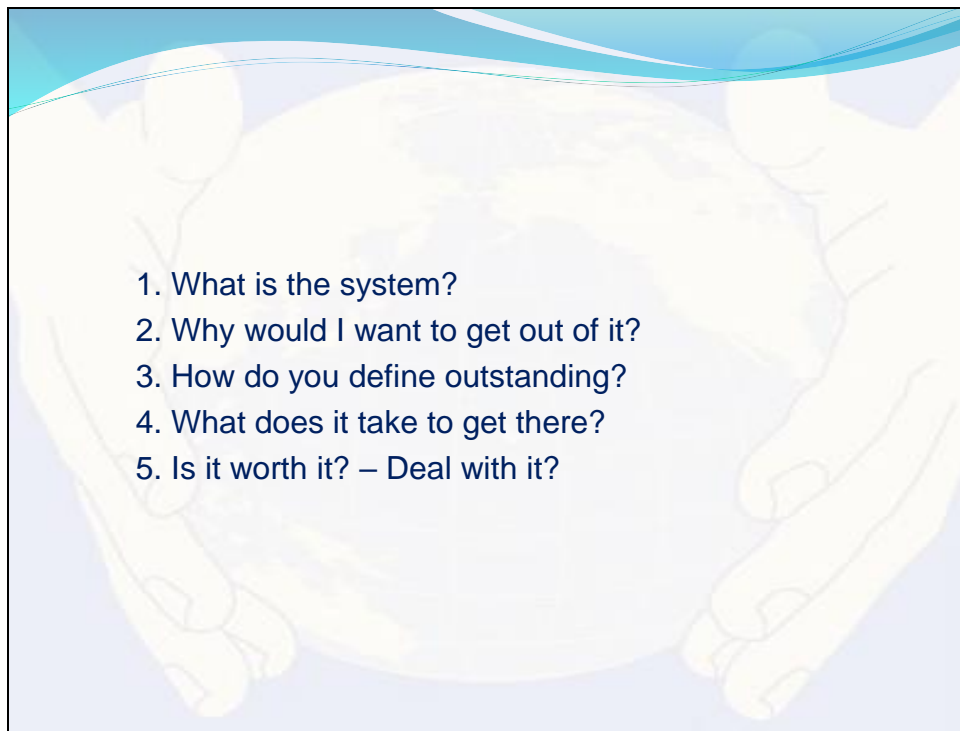 1. What is the system?
2. Why would I want to get out of it?
3. How do you define outstanding?
4. What does it take to get there?
5. Is it worth it? – Deal with it?